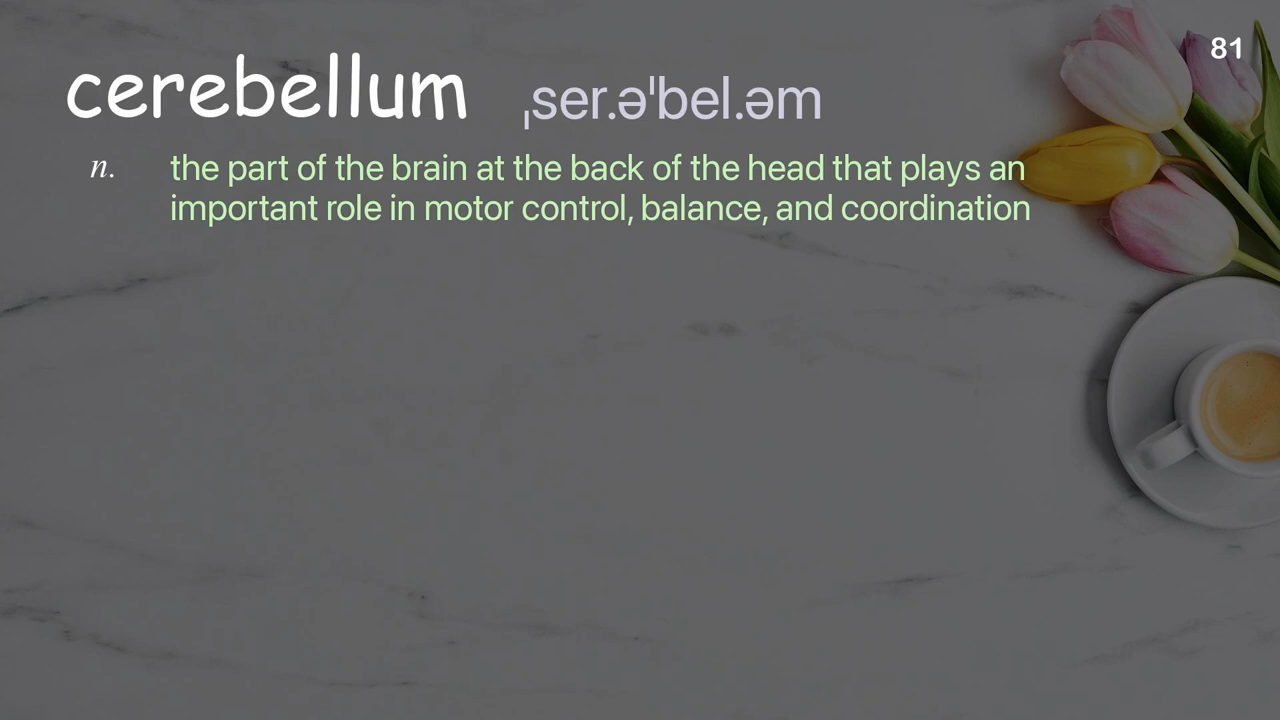 81
cerebellum ˌser.ə'bel.əm
n. the part of the brain at the back of the head that plays an
important role in motor control, balance, and coordination